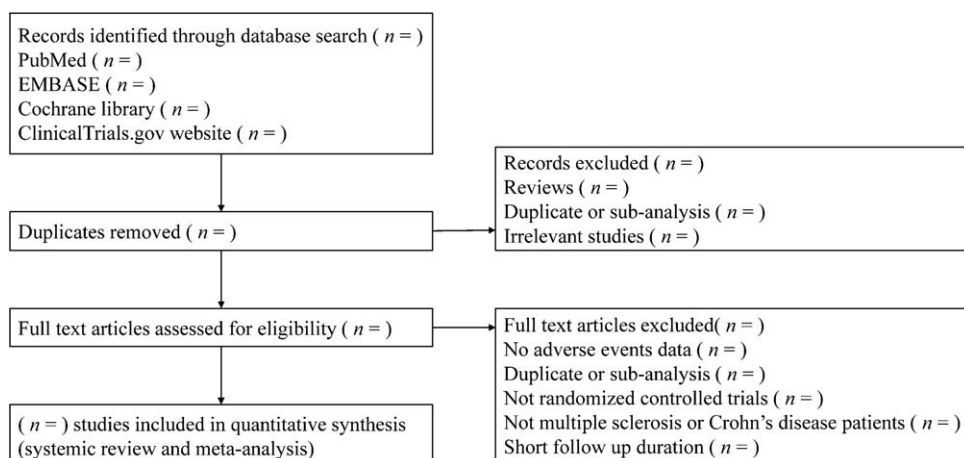 Records identified through database search ( n = )
PubMed ( n = )
EMBASE ( n = )
Cochrane library ( n = )
ClinicalTrials.gov website ( n = )
Records excluded ( n = )
Reviews ( n = )
Duplicate or sub-analysis ( n = )
Irrelevant studies ( n = )
Duplicates removed ( n = )
Full text articles assessed for eligibility ( n = )
Full text articles excluded( n = )
No adverse events data ( n = )
Duplicate or sub-analysis ( n = )
Not randomized controlled trials ( n = )
Not multiple sclerosis or Crohn’s disease patients ( n = )
Short follow up duration ( n = )
( n = ) studies included in quantitative synthesis
(systemic review and meta-analysis)